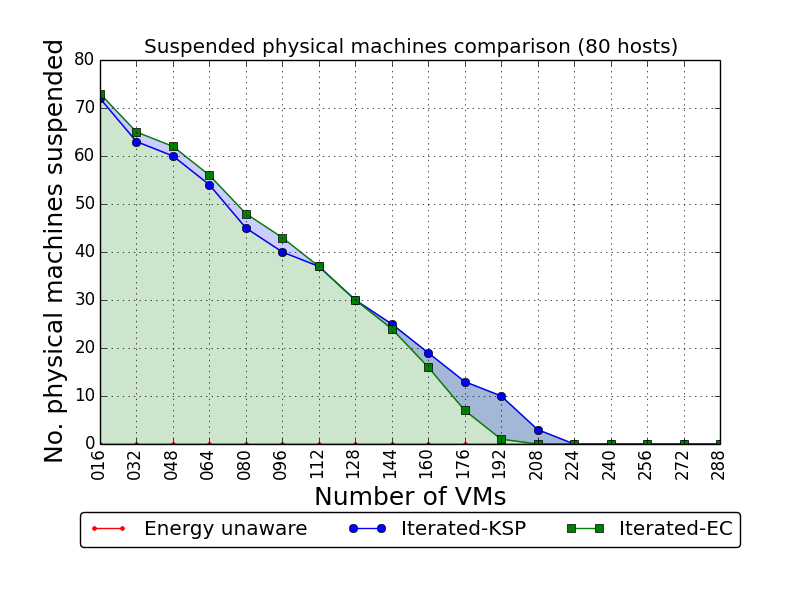 Suspended physical machines comparison (80 hosts)
No. physical machines suspended
80
70
60
50
40
30
20
10
0
016 032 048 064 080 096 112 128 144 160 176 192 208 224 240 256 272 288
Number of VMs
Energy unaware Iterated-KSP Iterated-EC